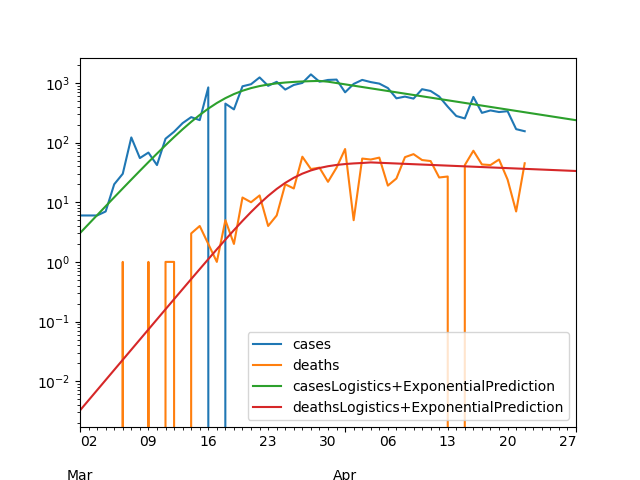 10³
10²
10¹
10⁰
10⁻¹
10⁻²
cases
deaths
casesLogistics+ExponentialPrediction
deathsLogistics+ExponentialPrediction
02 09 16 23 30 06 13 20 27
Mar Apr